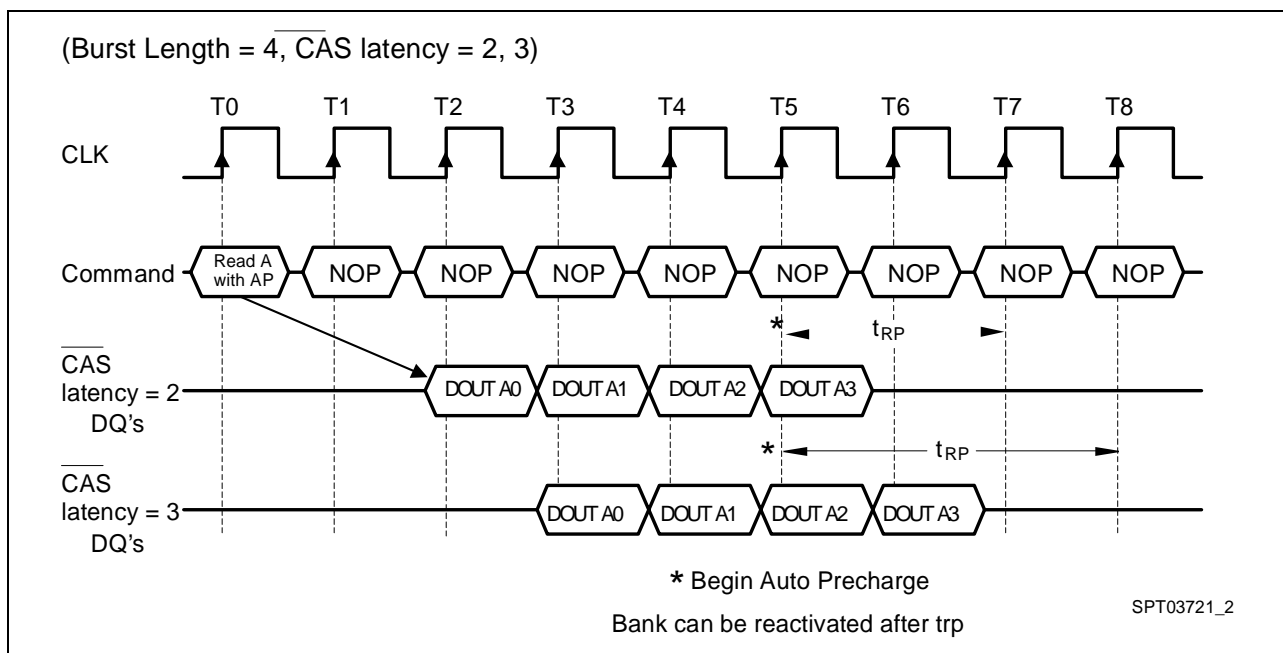 (Burst Length = 4, CAS latency = 2, 3)
T0 T1 T2 T3 T4 T5 T6 T7 T8
CLK
Command Read A with AP NOP NOP NOP NOP NOP NOP NOP NOP
* tRP
CAS
latency = 2
DQ's
DOUT A0 DOUT A1 DOUT A2 DOUT A3
* tRP
CAS
latency = 3
DQ's
DOUT A0 DOUT A1 DOUT A2 DOUT A3
* Begin Auto Precharge
Bank can be reactivated after trp
SPT03721_2